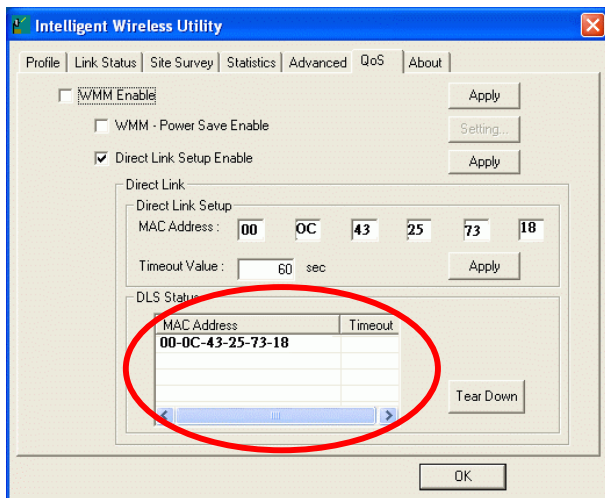 Intelligent Wireless Utility
Profile Link Status Site Survey Statistics Advanced QoS About
WMM Enable Apply
WMM - Power Save Enable Setting...
Direct Link Setup Enable Apply
Direct Link
Direct Link Setup
MAC Address : 00 0C 43 25 73 18
Timeout Value : 60 sec Apply
DLS Status
MAC Address Timeout
00-0C-43-25-73-18
Tear Down
OK